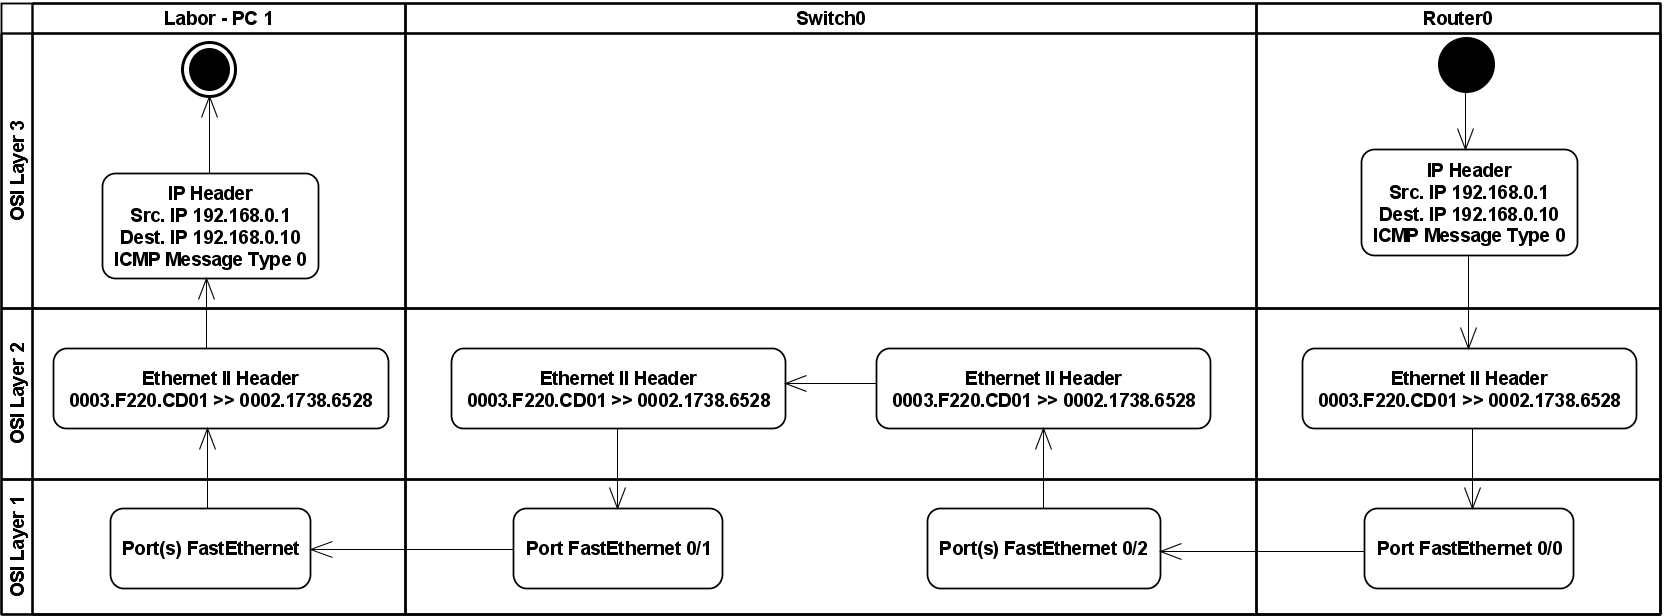 Labor - PC 1
Switch0
Router0
OSI Layer 3
IP Header
Src. IP 192.168.0.1
Dest. IP 192.168.0.10
ICMP Message Type 0
IP Header
Src. IP 192.168.0.1
Dest. IP 192.168.0.10
ICMP Message Type 0
OSI Layer 2
Ethernet II Header
0003.F220.CD01 >> 0002.1738.6528
Ethernet II Header
0003.F220.CD01 >> 0002.1738.6528
Ethernet II Header
0003.F220.CD01 >> 0002.1738.6528
Ethernet II Header
0003.F220.CD01 >> 0002.1738.6528
OSI Layer 1
Port(s) FastEthernet
Port FastEthernet 0/1
Port(s) FastEthernet 0/2
Port FastEthernet 0/0